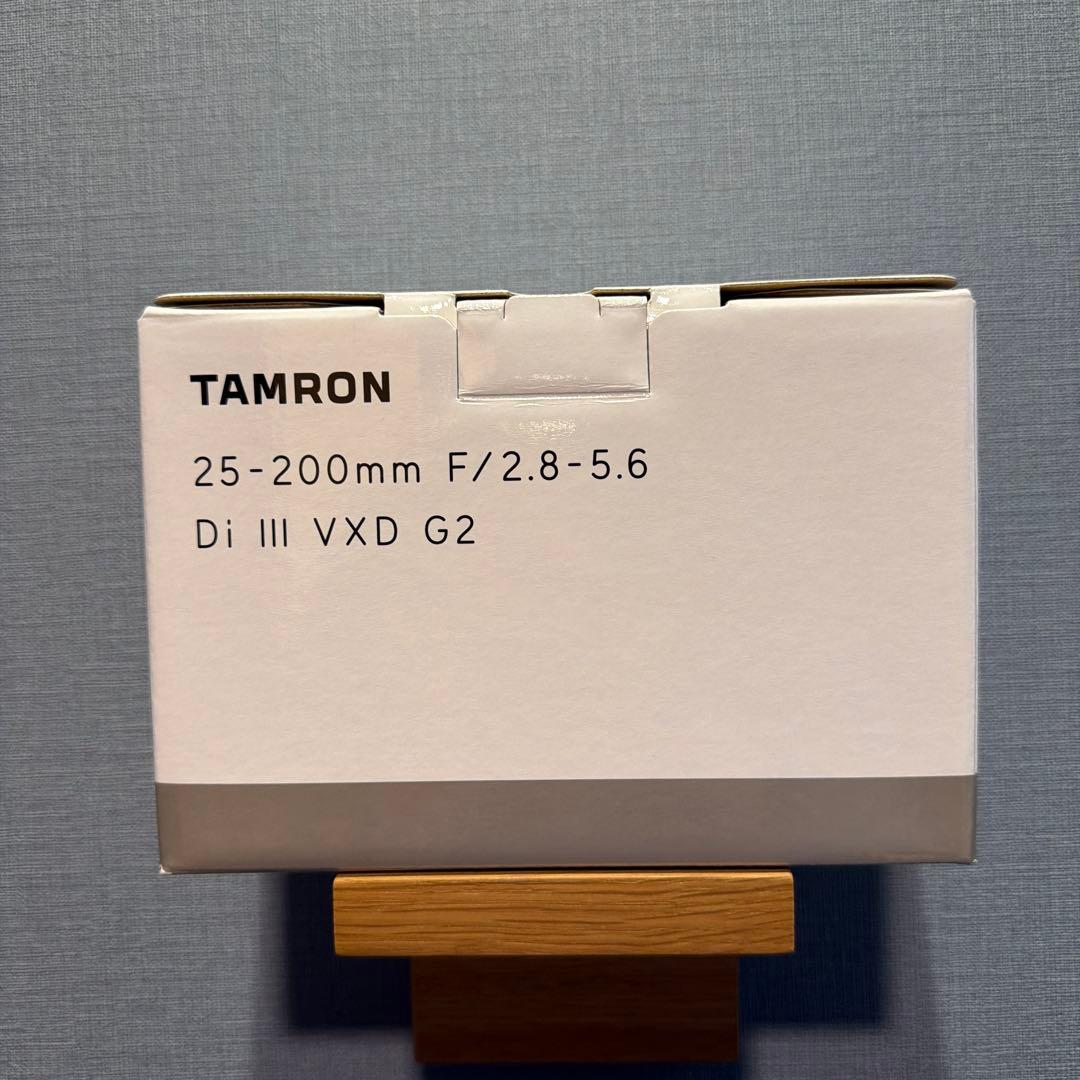 TAMRON
25-200mm F/2.8-5.6
Di III VXD G2